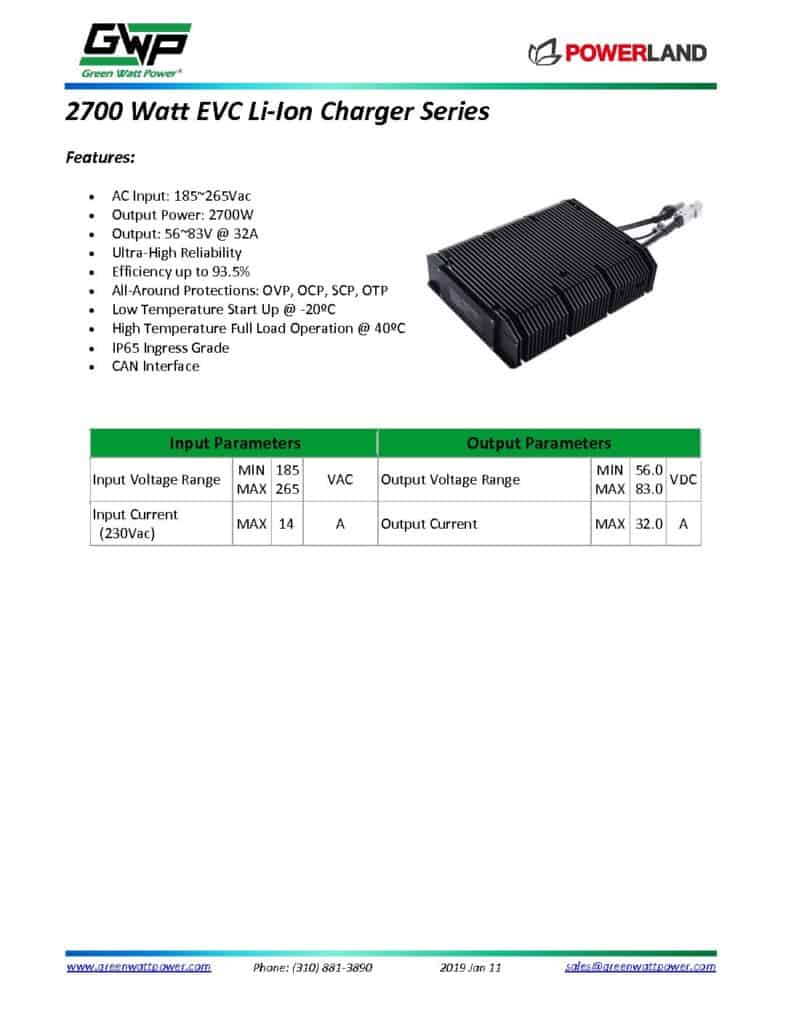 GWP
Green Watt Power®
POWERLAND
2700 Watt EVC Li-Ion Charger Series
Features:
• AC Input: 185~265Vac
• Output Power: 2700W
• Output: 56~83V @ 32A
• Ultra-High Reliability
• Efficiency up to 93.5%
• All-Around Protections: OVP, OCP, SCP, OTP
• Low Temperature Start Up @ -20ºC
• High Temperature Full Load Operation @ 40ºC
• IP65 Ingress Grade
• CAN Interface
Input Parameters Output Parameters
Input Voltage Range MIN 185 MAX 265 VAC Output Voltage Range MIN 56.0 MAX 83.0 VDC
Input Current
(230Vac) MAX 14 A Output Current MAX 32.0 A
www.greenwattpower.com Phone: (310) 881-3890 2019 Jan 11 sales@greenwattpower.com